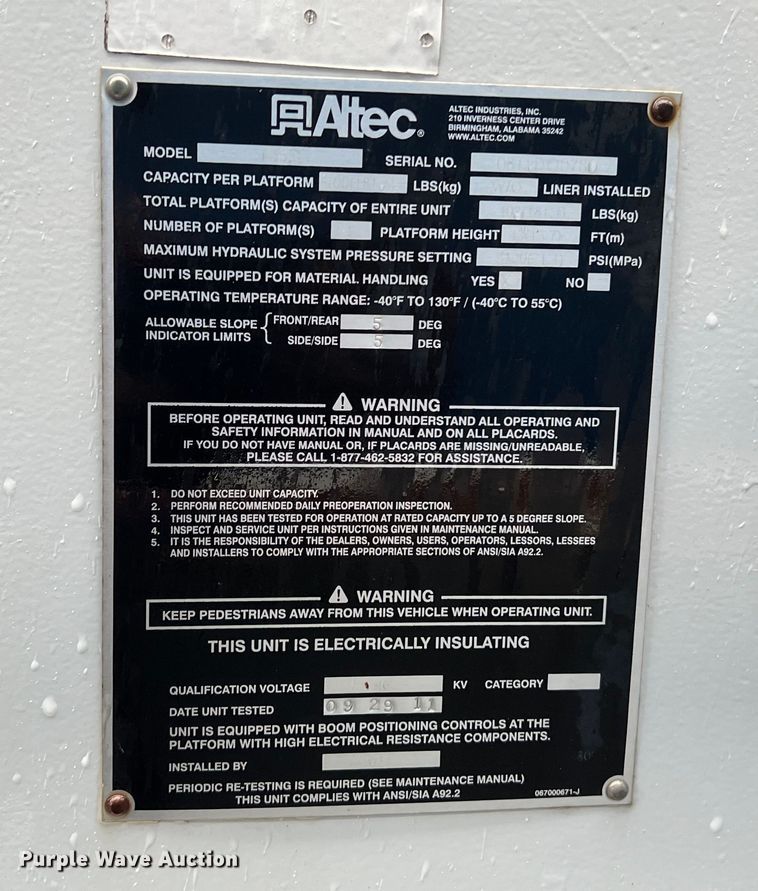 Altec®
ALTEC INDUSTRIES, INC.
210 INVERNESS CENTER DRIVE
BIRMINGHAM, ALABAMA 35242
WWW.ALTEC.COM
MODEL SERIAL NO.
CAPACITY PER PLATFORM LBS(kg) LINER INSTALLED
TOTAL PLATFORM(S) CAPACITY OF ENTIRE UNIT LBS(kg)
NUMBER OF PLATFORM(S) PLATFORM HEIGHT FT(m)
MAXIMUM HYDRAULIC SYSTEM PRESSURE SETTING PSI(MPa)
UNIT IS EQUIPPED FOR MATERIAL HANDLING YES NO
OPERATING TEMPERATURE RANGE: -40°F TO 130°F / (-40°C TO 55°C)
ALLOWABLE SLOPE INDICATOR LIMITS
FRONT/REAR 5 DEG
SIDE/SIDE 5 DEG
WARNING
BEFORE OPERATING UNIT, READ AND UNDERSTAND ALL OPERATING AND
SAFETY INFORMATION IN MANUAL AND ON ALL PLACARDS.
IF YOU DO NOT HAVE MANUAL OR, IF PLACARDS ARE MISSING/UNREADABLE,
PLEASE CALL 1-877-462-5832 FOR ASSISTANCE.
1. DO NOT EXCEED UNIT CAPACITY.
2. PERFORM RECOMMENDED DAILY PREOPERATION INSPECTION.
3. THIS UNIT HAS BEEN TESTED FOR OPERATION AT RATED CAPACITY UP TO A 5 DEGREE SLOPE.
4. INSPECT AND SERVICE UNIT PER INSTRUCTIONS GIVEN IN MAINTENANCE MANUAL.
5. IT IS THE RESPONSIBILITY OF THE DEALERS, OWNERS, USERS, OPERATORS, LESSORS, LESSEES
AND INSTALLERS TO COMPLY WITH THE APPROPRIATE SECTIONS OF ANSI/SIA A92.2.
WARNING
KEEP PEDESTRIANS AWAY FROM THIS VEHICLE WHEN OPERATING UNIT.
THIS UNIT IS ELECTRICALLY INSULATING
QUALIFICATION VOLTAGE KV CATEGORY
DATE UNIT TESTED 09 29 11
UNIT IS EQUIPPED WITH BOOM POSITIONING CONTROLS AT THE
PLATFORM WITH HIGH ELECTRICAL RESISTANCE COMPONENTS.
INSTALLED BY
PERIODIC RE-TESTING IS REQUIRED (SEE MAINTENANCE MANUAL)
THIS UNIT COMPLIES WITH ANSI/SIA A92.2
067000671-J
Purple Wave Auction